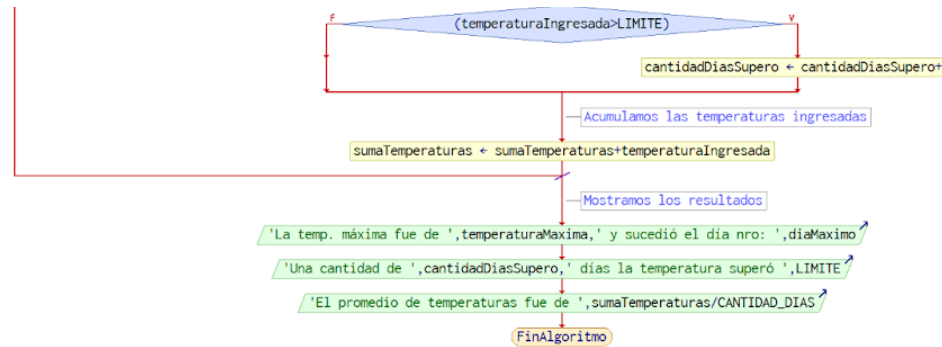 F
(temperaturaIngresada>LIMITE)
V
cantidadDiasSupero ← cantidadDiasSupero+
Acumulamos las temperaturas ingresadas
sumaTemperaturas ← sumaTemperaturas+temperaturaIngresada
Mostramos los resultados
'La temp. máxima fue de ',temperaturaMaxima,' y sucedió el día nro: ',diaMaximo
'Una cantidad de ',cantidadDiasSupero,' días la temperatura superó ',LIMITE
'El promedio de temperaturas fue de ',sumaTemperaturas/CANTIDAD_DIAS
FinAlgoritmo